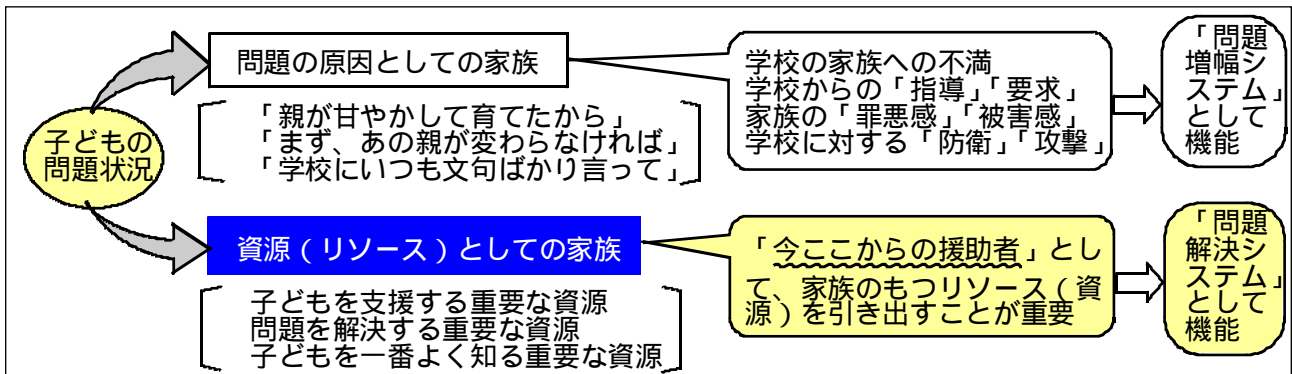 子どもの
問題状況
問題の原因としての家族
「親が甘やかして育てたから」
「まず、あの親が変わらなければ」
「学校にいつも文句ばかり言って」
学校の家族への不満
学校からの「指導」「要求」
家族の「罪悪感」「被害感」
学校に対する「防衛」「攻撃」
「問題
増幅シ
ステム」
として
機能
資源(リソース)としての家族
子どもを支援する重要な資源
問題を解決する重要な資源
子どもを一番よく知る重要な資源
「今ここからの援助者」とし
て、家族のもつリソース(資
源)を引き出すことが重要
「問題
解決シ
ステム」
として
機能